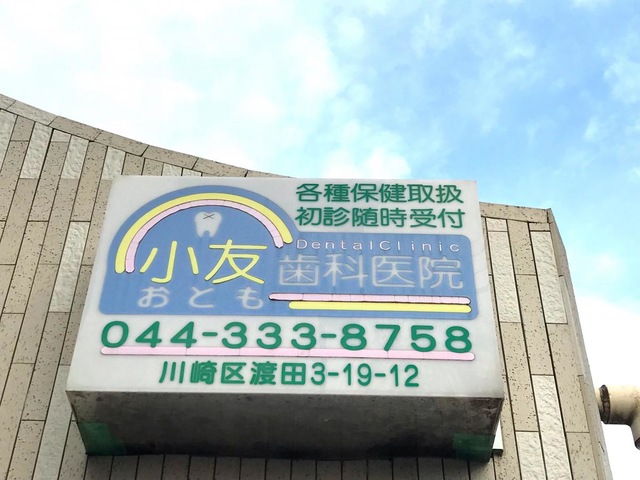 各種保健取扱
初診随時受付
DentalClinic
小友歯科医院
おとも
044-333-8758
川崎区渡田3-19-12